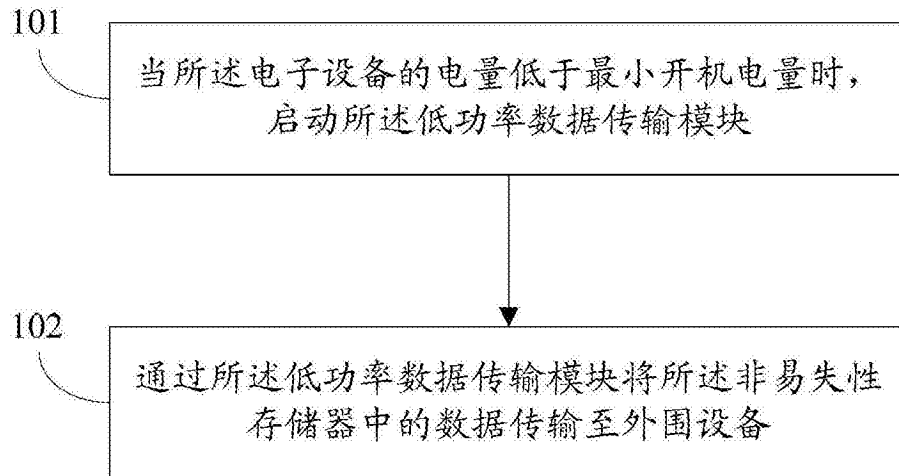 101
当所述电子设备的电量低于最小开机电量时，
启动所述低功率数据传输模块
102
通过所述低功率数据传输模块将所述非易失性
存储器中的数据传输至外围设备